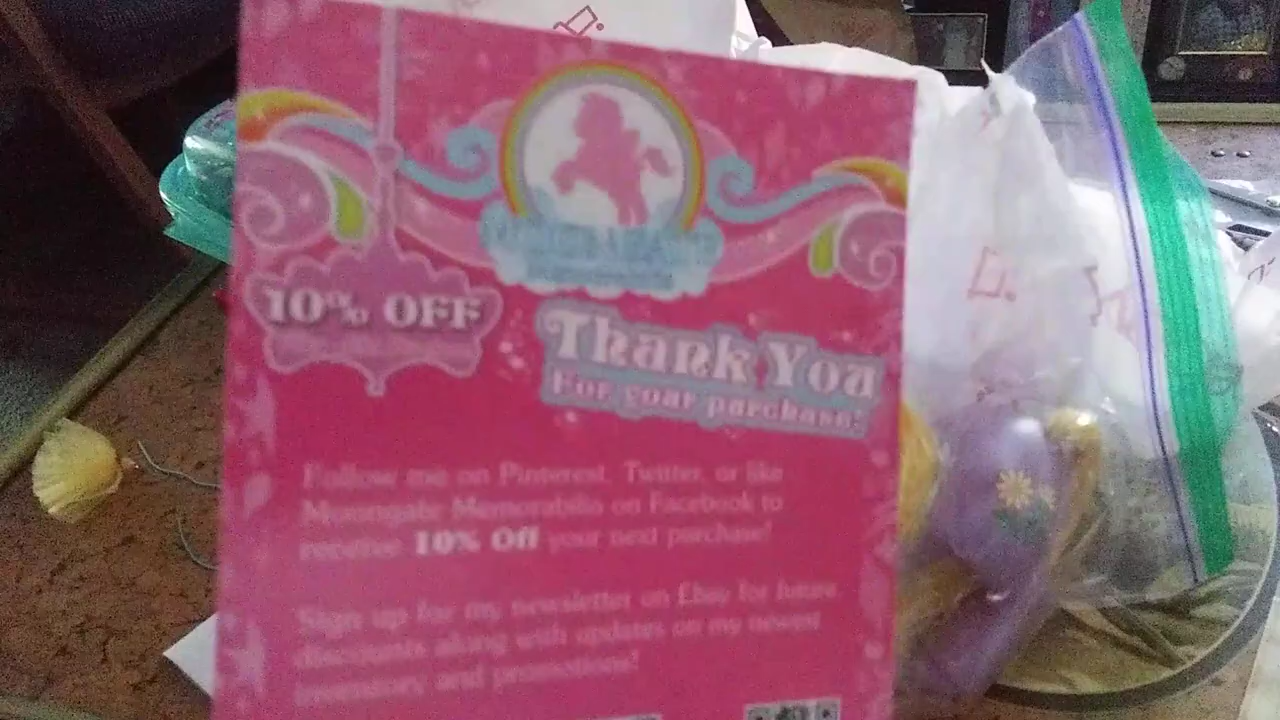 10% OFF
Thank You
For your purchase!
Follow me on Pinterest, Twitter, or like
Moongate Memorabilia on Facebook to
receive 10% Off your next purchase!
Sign up for my newsletter on Ebay for future
discounts along with updates on my newest
inventory and promotions!